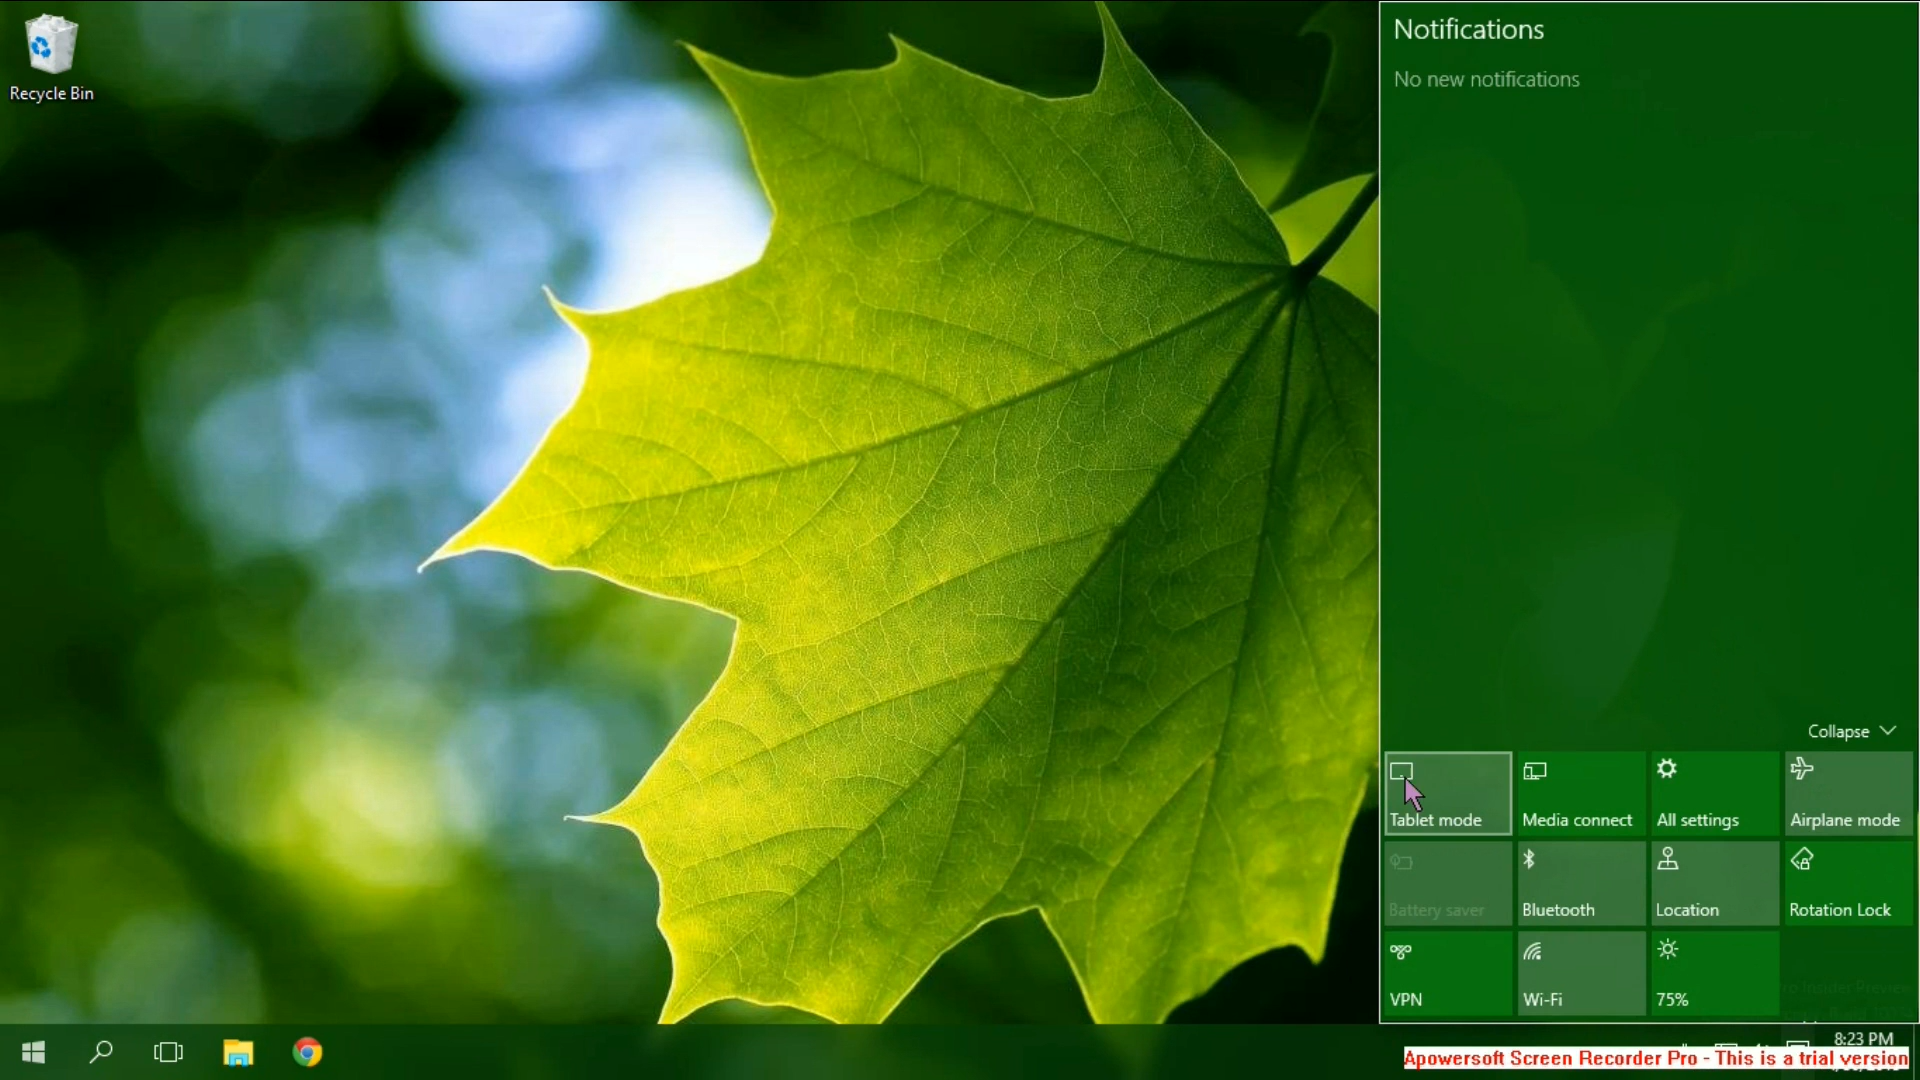 Recycle Bin
Notifications
No new notifications
Collapse
Tablet mode
Media connect
All settings
Airplane mode
Battery saver
Bluetooth
Location
Rotation Lock
VPN
Wi-Fi
75%
8:23 PM
Apowersoft Screen Recorder Pro - This is a trial version